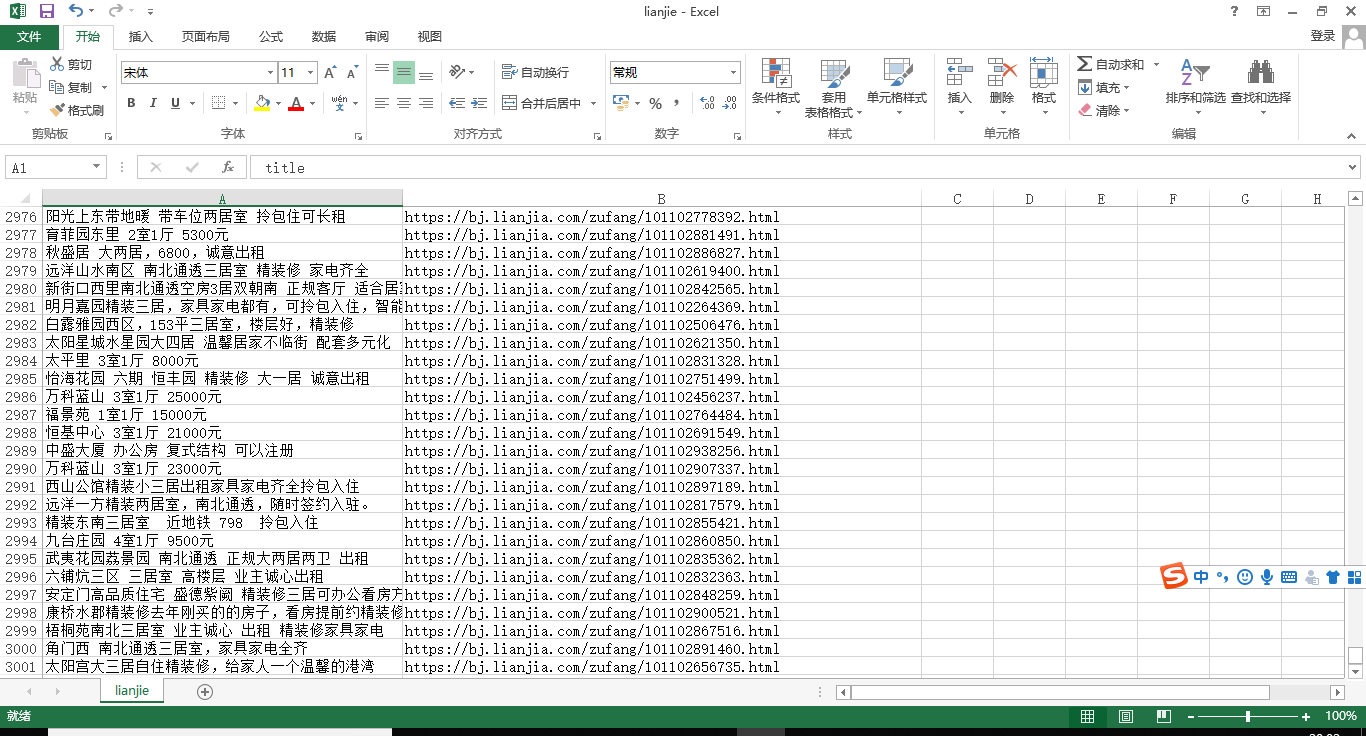 lianjie - Excel
?
文件 开始 插入 页面布局 公式 数据 审阅 视图 登录
粘贴 剪切 复制 格式刷 剪贴板
宋体 11 A A
B I U A wén 字体
自动换行 合并后居中 对齐方式
常规 % , 数字
条件格式 套用 表格格式 单元格样式 样式
插入 删除 格式 单元格
Σ 自动求和 填充 清除 排序和筛选 查找和选择 编辑
A1 fx title
A B C D E F G H
2976 阳光上东带地暖 带车位两居室 拎包住可长租 https://bj.lianjia.com/zufang/101102778392.html
2977 育菲园东里 2室1厅 5300元 https://bj.lianjia.com/zufang/101102881491.html
2978 秋盛居 大两居，6800，诚意出租 https://bj.lianjia.com/zufang/101102886827.html
2979 远洋山水南区 南北通透三居室 精装修 家电齐全 https://bj.lianjia.com/zufang/101102619400.html
2980 新街口西里南北通透空房3居双朝南 正规客厅 适合居 https://bj.lianjia.com/zufang/101102842565.html
2981 明月嘉园精装三居，家具家电都有，可拎包入住，智能 https://bj.lianjia.com/zufang/101102264369.html
2982 白露雅园西区，153平三居室，楼层好，精装修 https://bj.lianjia.com/zufang/101102506476.html
2983 太阳星城水星园大四居 温馨居家不临街 配套多元化 https://bj.lianjia.com/zufang/101102621350.html
2984 太平里 3室1厅 8000元 https://bj.lianjia.com/zufang/101102831328.html
2985 怡海花园 六期 恒丰园 精装修 大一居 诚意出租 https://bj.lianjia.com/zufang/101102751499.html
2986 万科蓝山 3室1厅 25000元 https://bj.lianjia.com/zufang/101102456237.html
2987 福景苑 1室1厅 15000元 https://bj.lianjia.com/zufang/101102764484.html
2988 恒基中心 3室1厅 21000元 https://bj.lianjia.com/zufang/101102691549.html
2989 中盛大厦 办公房 复式结构 可以注册 https://bj.lianjia.com/zufang/101102938256.html
2990 万科蓝山 3室1厅 23000元 https://bj.lianjia.com/zufang/101102907337.html
2991 西山公馆精装小三居出租家具家电齐全拎包入住 https://bj.lianjia.com/zufang/101102897189.html
2992 远洋一方精装两居室，南北通透，随时签约入驻。 https://bj.lianjia.com/zufang/101102817579.html
2993 精装东南三居室 近地铁 798 拎包入住 https://bj.lianjia.com/zufang/101102855421.html
2994 九台庄园 4室1厅 9500元 https://bj.lianjia.com/zufang/101102860850.html
2995 武夷花园荔景园 南北通透 正规大两居两卫 出租 https://bj.lianjia.com/zufang/101102835362.html
2996 六铺炕三区 三居室 高楼层 业主诚心出租 https://bj.lianjia.com/zufang/101102832363.html
2997 安定门高品质住宅 盛德紫阙 精装修三居可办公看房方 https://bj.lianjia.com/zufang/101102848259.html
2998 康桥水郡精装修去年刚买的的房子，看房提前约精装修 https://bj.lianjia.com/zufang/101102900521.html
2999 梧桐苑南北三居室 业主诚心 出租 精装修家具家电 https://bj.lianjia.com/zufang/101102867516.html
3000 角门西 南北通透三居室，家具家电全齐 https://bj.lianjia.com/zufang/101102891460.html
3001 太阳宫大三居自住精装修，给家人一个温馨的港湾 https://bj.lianjia.com/zufang/101102656735.html
S 中
lianjie
就绪 100%